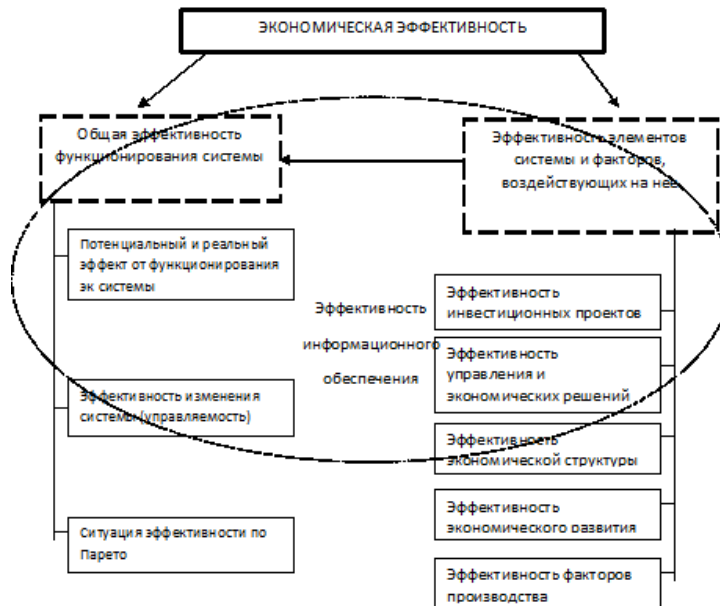 ЭКОНОМИЧЕСКАЯ ЭФФЕКТИВНОСТЬ
Общая эффективность
функционирования системы
Эффективность элементов
системы и факторов,
воздействующих на нее
Потенциальный и реальный
эффект от функционирования
эк системы
Эффективность изменения
системы (управляемость)
Ситуация эффективности по
Парето
Эффективность
информационного
обеспечения
Эффективность
инвестиционных проектов
Эффективность
управления и
экономических решений
Эффективность
экономической структуры
Эффективность
экономического развития
Эффективность факторов
производства